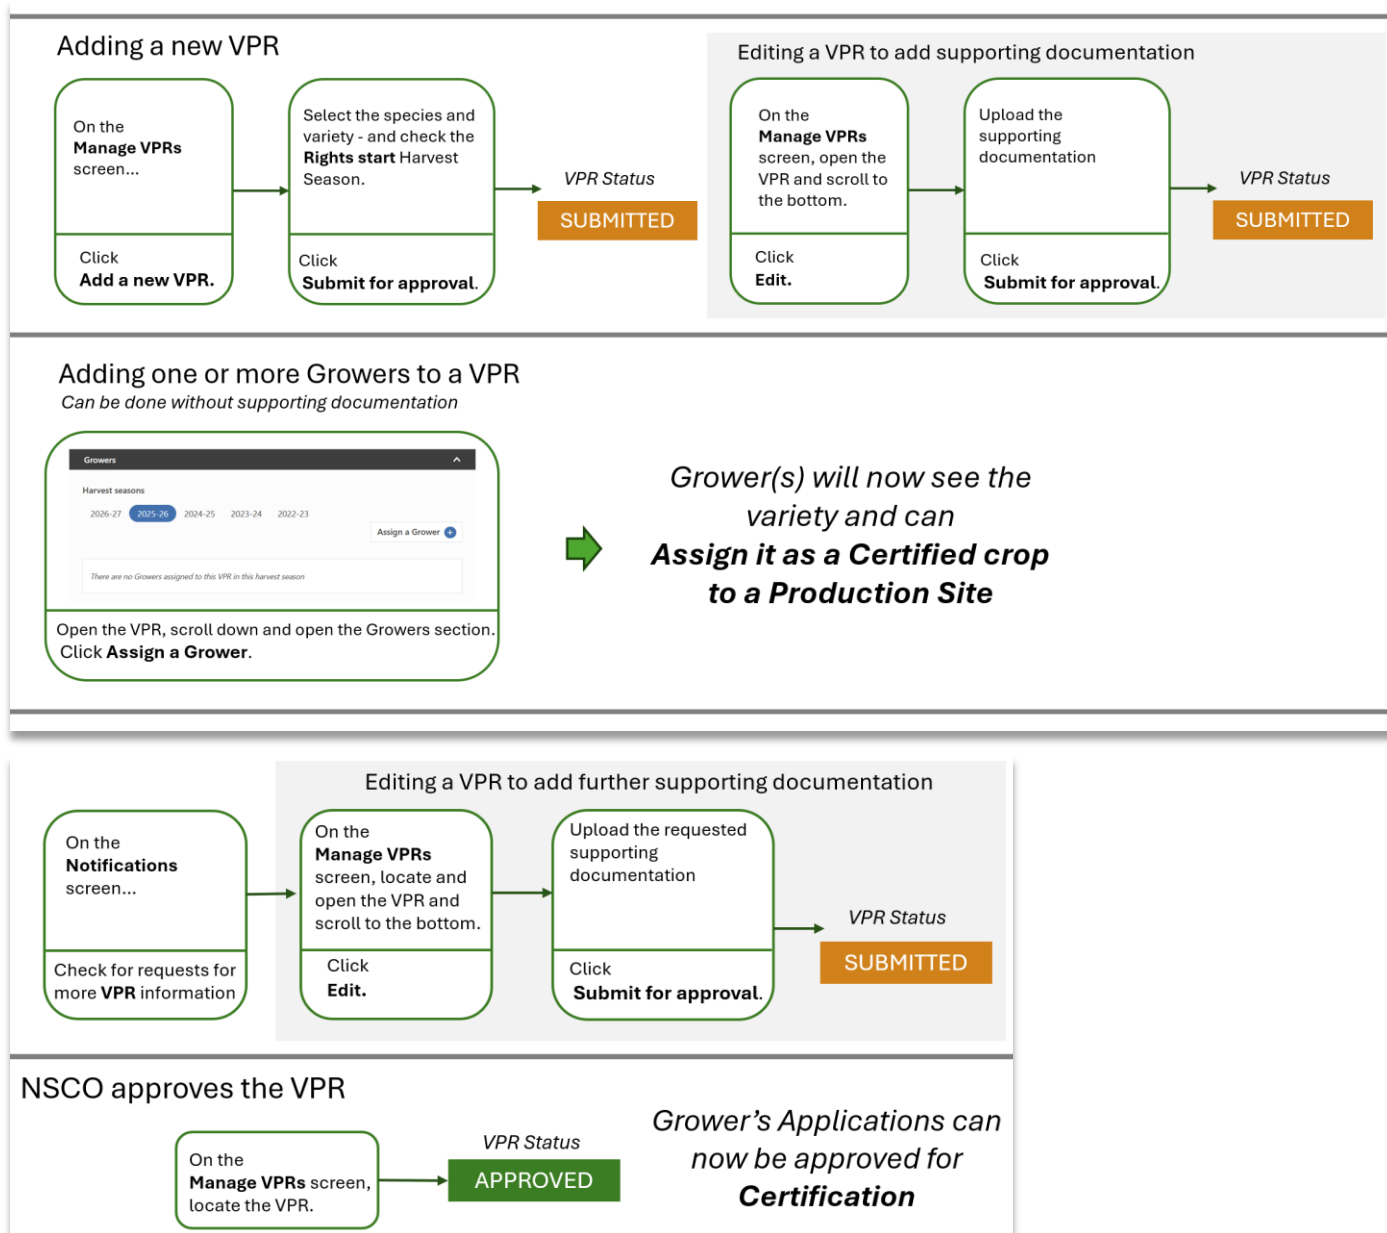 Adding a new VPR
On the
Manage VPRs
screen...
Click
Add a new VPR.
Select the species and
variety - and check the
Rights start Harvest
Season.
Click
Submit for approval.
VPR Status
SUBMITTED
Editing a VPR to add supporting documentation
On the
Manage VPRs
screen, open the
VPR and scroll to
the bottom.
Click
Edit.
Upload the
supporting
documentation
Click
Submit for approval.
VPR Status
SUBMITTED
Adding one or more Growers to a VPR
Can be done without supporting documentation
Growers
Harvest seasons
2026-27 2025-26 2024-25 2023-24 2022-23
Assign a Grower
There are no Growers assigned to this VPR in this harvest season
Open the VPR, scroll down and open the Growers section.
Click Assign a Grower.
Grower(s) will now see the
variety and can
Assign it as a Certified crop
to a Production Site
Editing a VPR to add further supporting documentation
On the
Notifications
screen...
Check for requests for
more VPR information
On the
Manage VPRs
screen, locate and
open the VPR and
scroll to the bottom.
Click
Edit.
Upload the requested
supporting
documentation
Click
Submit for approval.
VPR Status
SUBMITTED
NSCO approves the VPR
On the
Manage VPRs screen,
locate the VPR.
VPR Status
APPROVED
Grower's Applications can
now be approved for
Certification